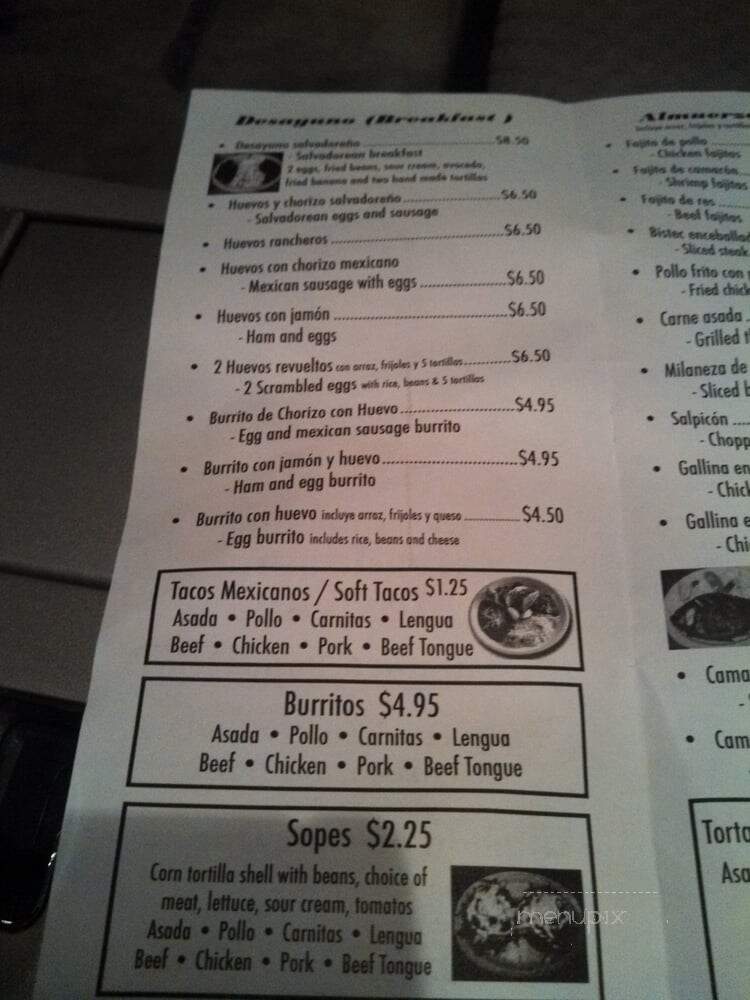 Desayuno (Breakfast )
• Desayuno salvadoreño ........ $8.50
- Salvadorean breakfast
2 eggs, fried beans, sour cream, avocado,
fried banana and two hand made tortillas
• Huevos y chorizo salvadoreño ........ $6.50
- Salvadorean eggs and sausage
• Huevos rancheros ........ $6.50
• Huevos con chorizo mexicano
- Mexican sausage with eggs ........ $6.50
• Huevos con jamón ........ $6.50
- Ham and eggs
• 2 Huevos revueltos con arroz, frijoles y 5 tortillas ........ $6.50
- 2 Scrambled eggs with rice, beans & 5 tortillas
• Burrito de Chorizo con Huevo ........ $4.95
- Egg and mexican sausage burrito
• Burrito con jamón y huevo ........ $4.95
- Ham and egg burrito
• Burrito con huevo incluye arroz, frijoles y queso ........ $4.50
- Egg burrito includes rice, beans and cheese
Tacos Mexicanos / Soft Tacos $1.25
Asada • Pollo • Carnitas • Lengua
Beef • Chicken • Pork • Beef Tongue
Burritos $4.95
Asada • Pollo • Carnitas • Lengua
Beef • Chicken • Pork • Beef Tongue
Sopes $2.25
Corn tortilla shell with beans, choice of
meat, lettuce, sour cream, tomatos
Asada • Pollo • Carnitas • Lengua
Beef • Chicken • Pork • Beef Tongue
• Fajita de pollo
- Chicken fajitas
• Fajita de camarón
- Shrimp fajitas
• Fajita de res
- Beef fajitas
• Bistec
- Sliced steak
• Pollo frito con
- Fried
• Carne asada
- Grilled
• Milaneza de
- Sliced
• Salpicón
-
• Gallina en
-
• Gallina
-
•
•
menupix